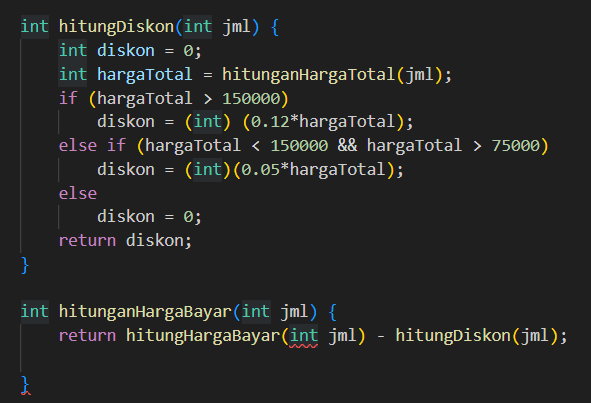 int hitungDiskon(int jml) {
    int diskon = 0;
    int hargaTotal = hitunganHargaTotal(jml);
    if (hargaTotal > 150000)
        diskon = (int) (0.12*hargaTotal);
    else if (hargaTotal < 150000 && hargaTotal > 75000)
        diskon = (int)(0.05*hargaTotal);
    else
        diskon = 0;
    return diskon;
}

int hitunganHargaBayar(int jml) {
    return hitungHargaBayar(int jml) - hitungDiskon(jml);

}